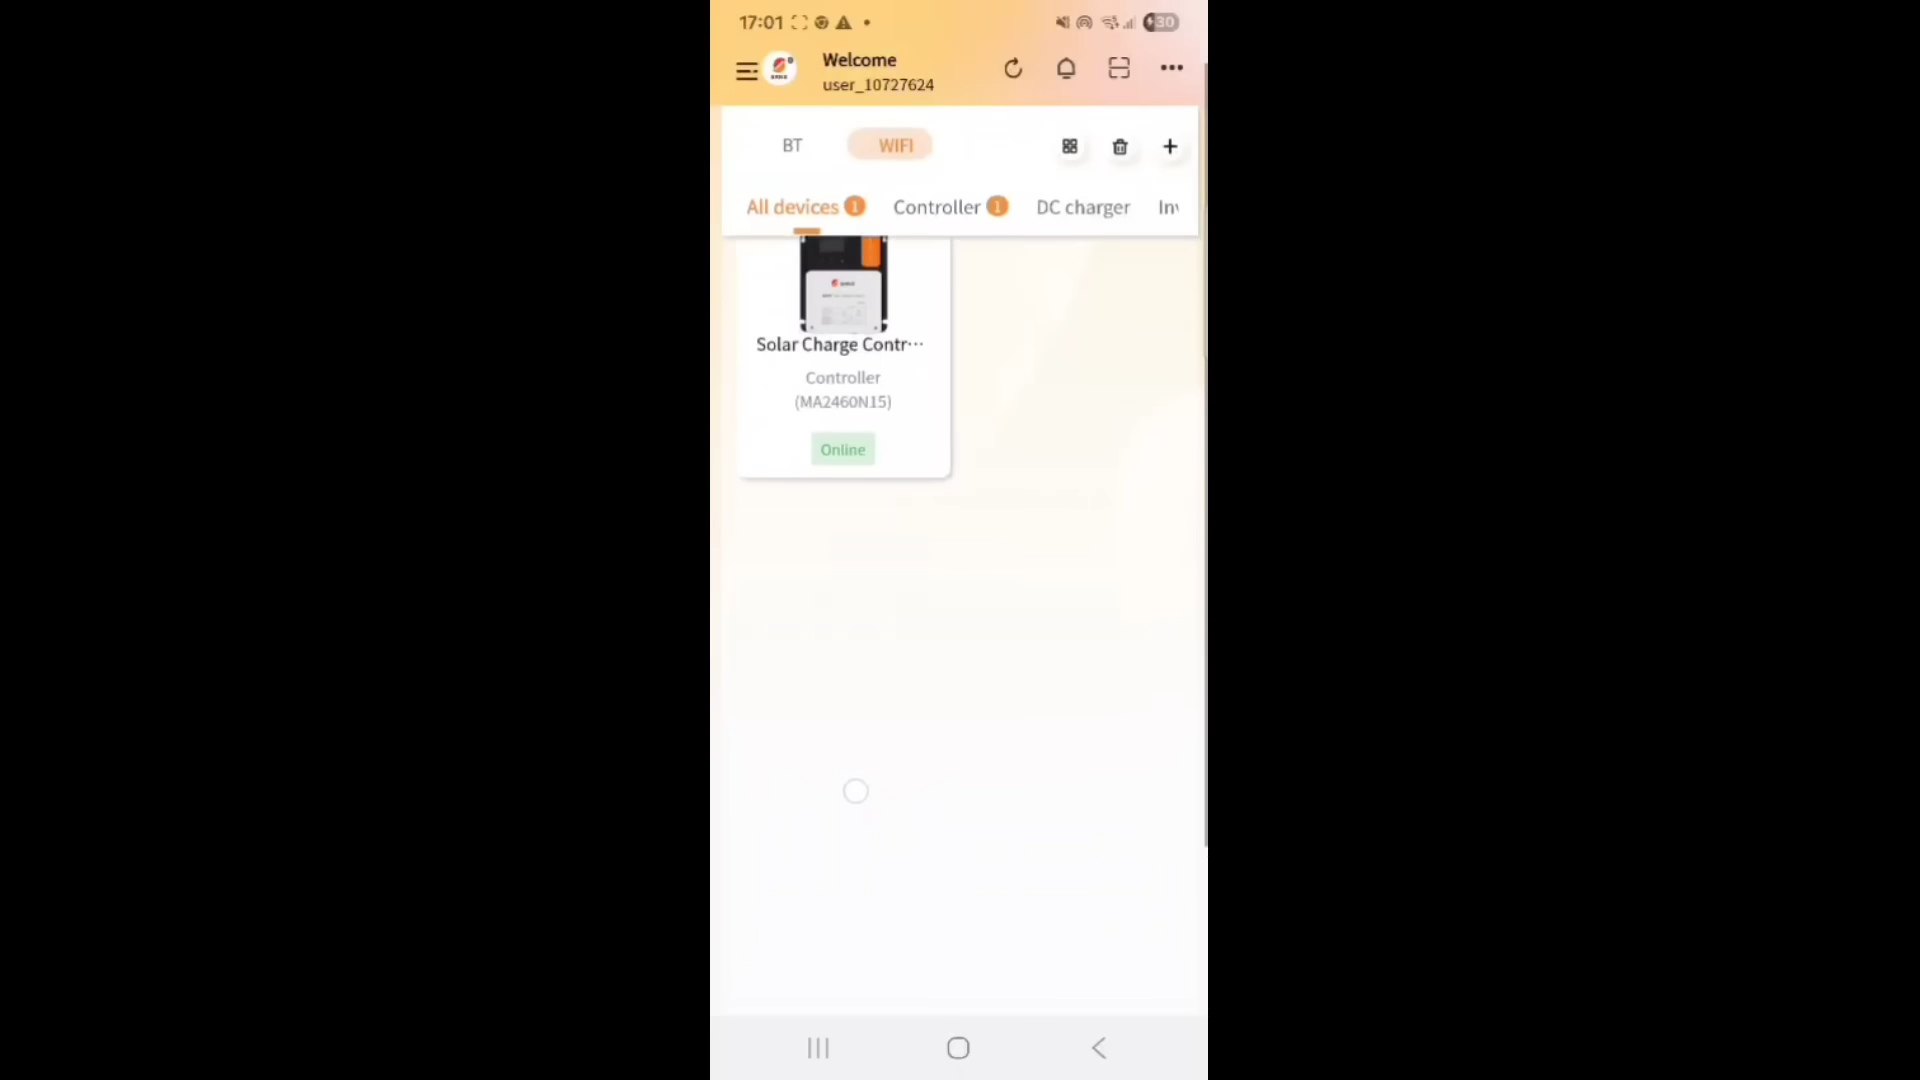 17:01
30
Welcome
user_10727624
BT
WIFI
All devices 1
Controller 1
DC charger
Inv
Solar Charge Contr···
Controller
(MA2460N15)
Online